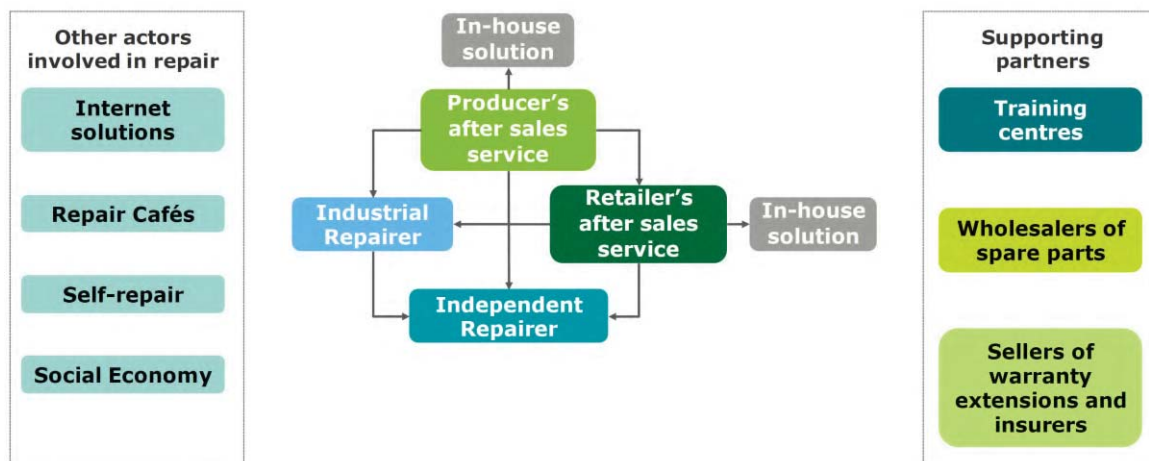 Other actors
involved in repair
Internet
solutions
Repair Cafés
Self-repair
Social Economy
In-house
solution
Producer's
after sales
service
Industrial
Repairer
Retailer's
after sales
service
In-house
solution
Independent
Repairer
Supporting
partners
Training
centres
Wholesalers of
spare parts
Sellers of
warranty
extensions and
insurers